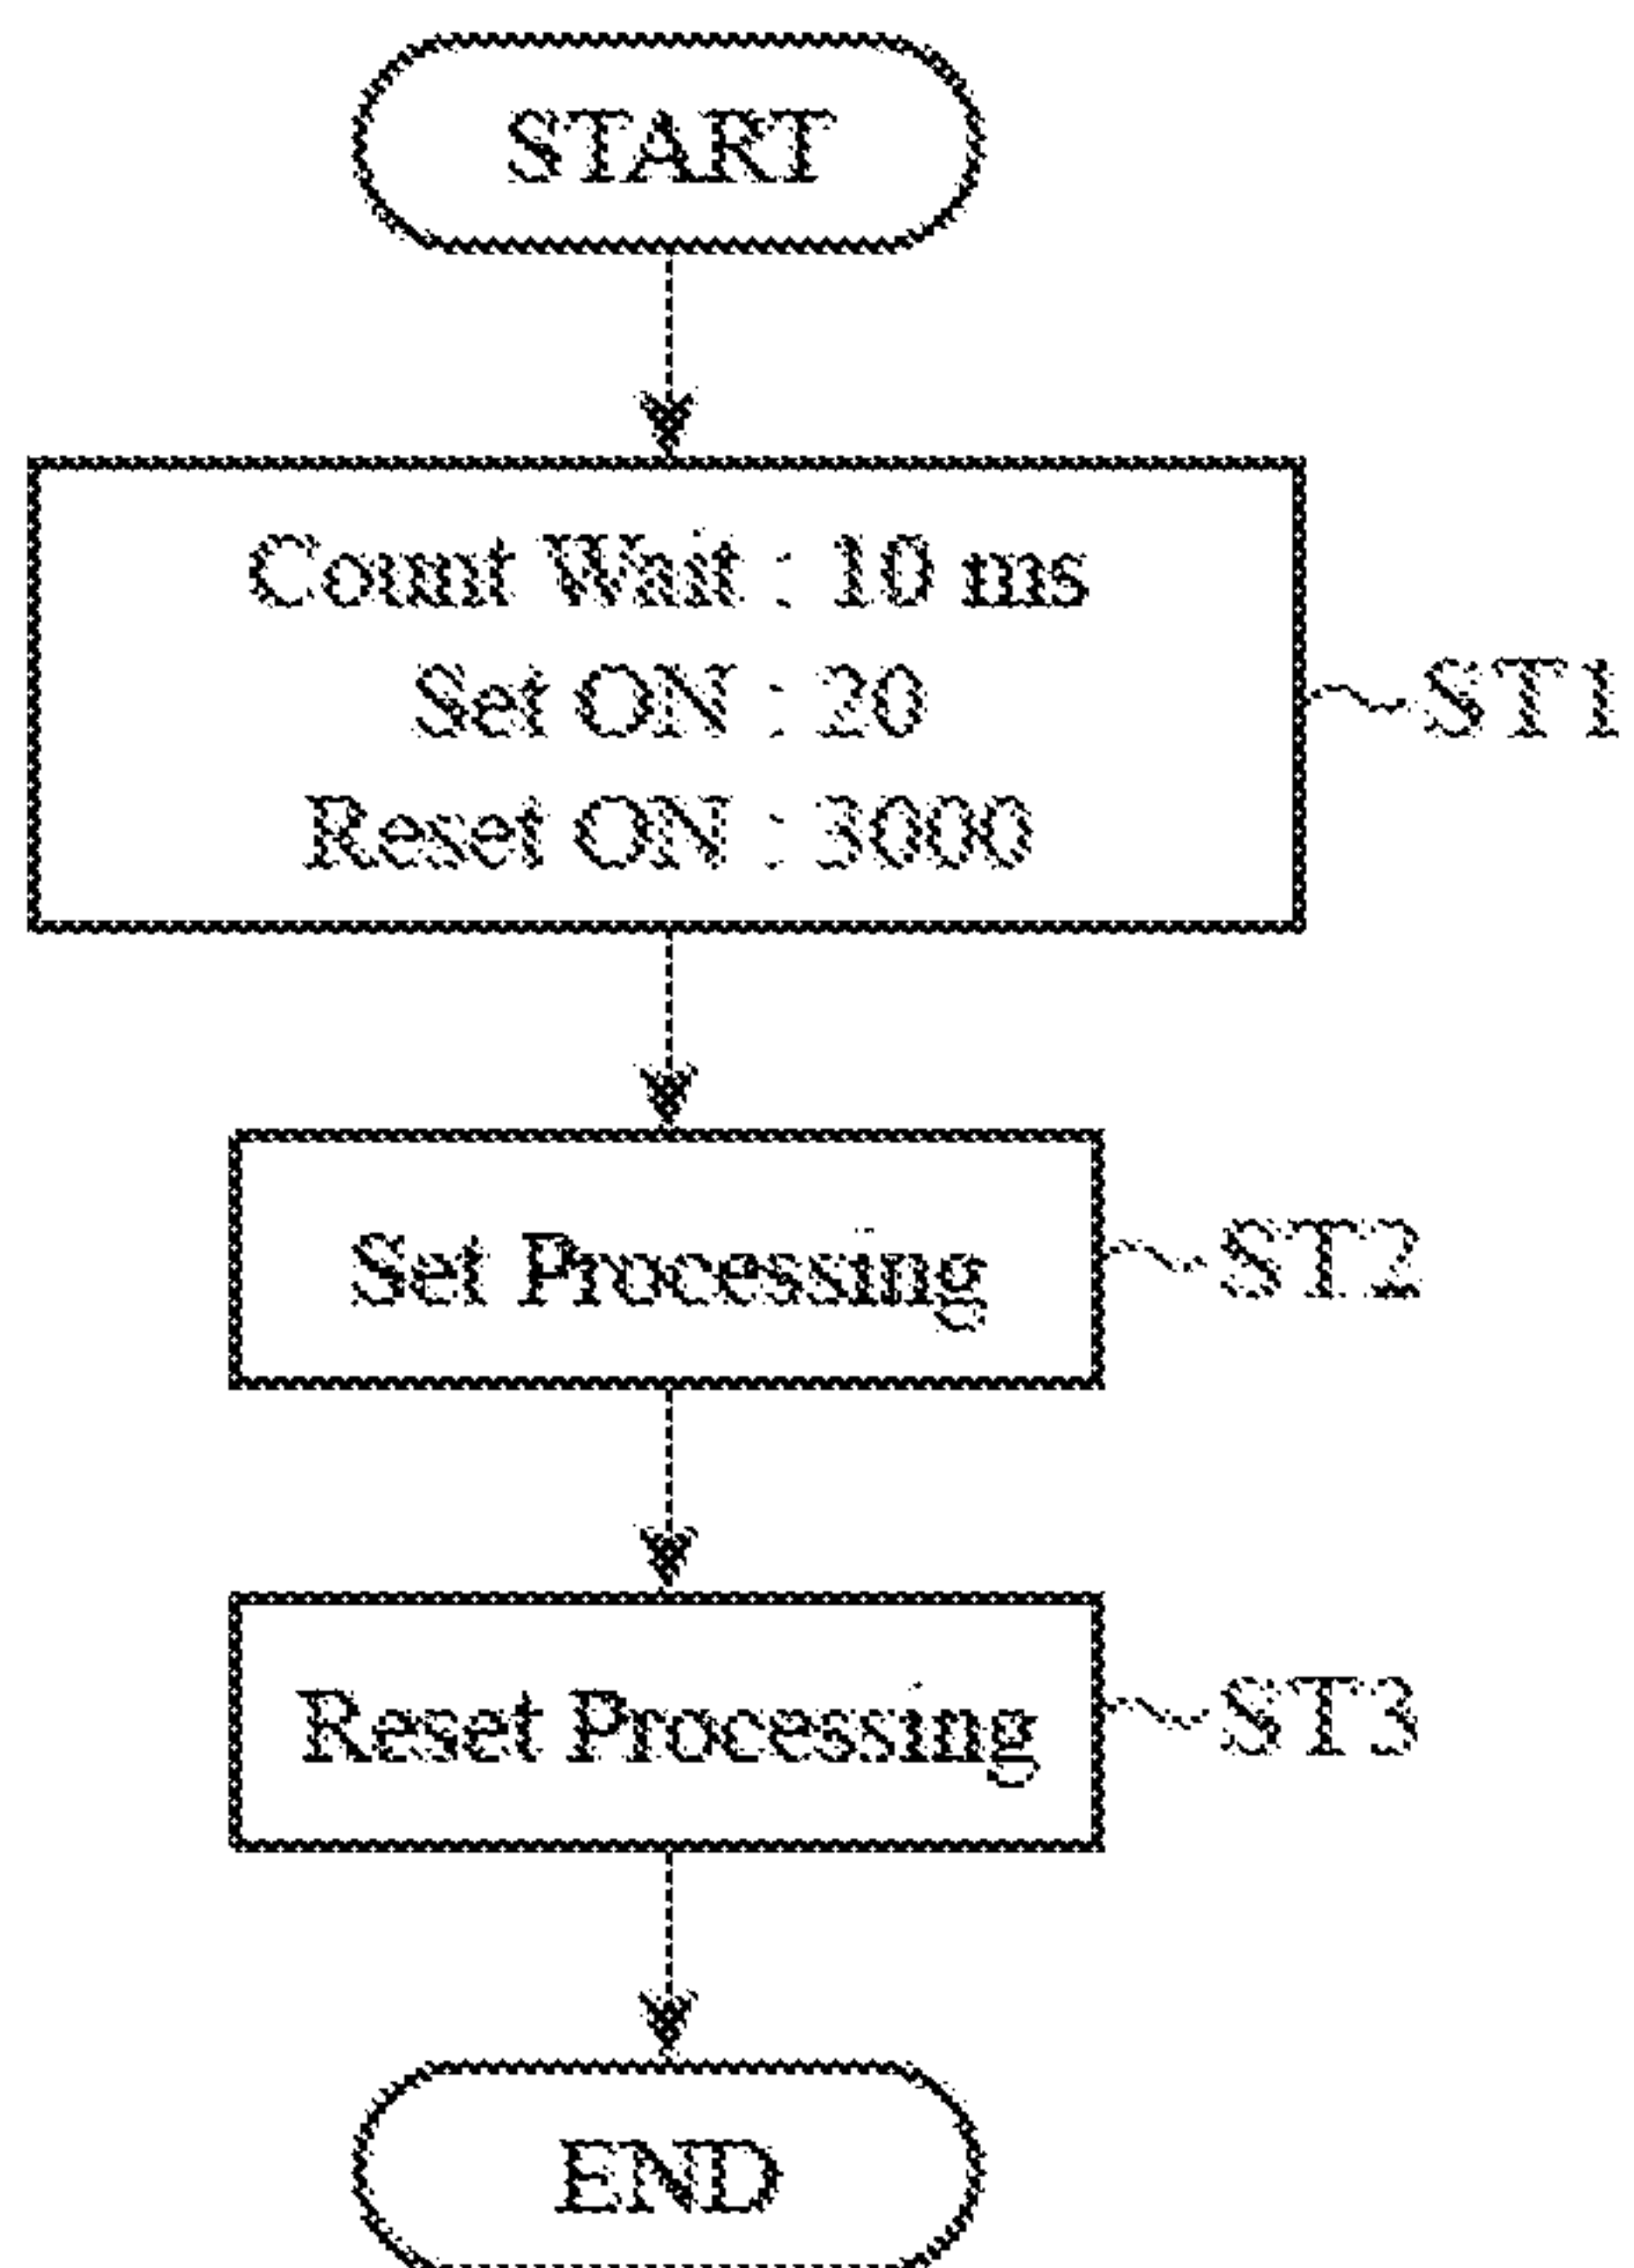 START
Count Wait : 10 ms
Set ON : 20
Reset ON : 3000
ST1
Set Processing
ST2
Reset Processing
ST3
END